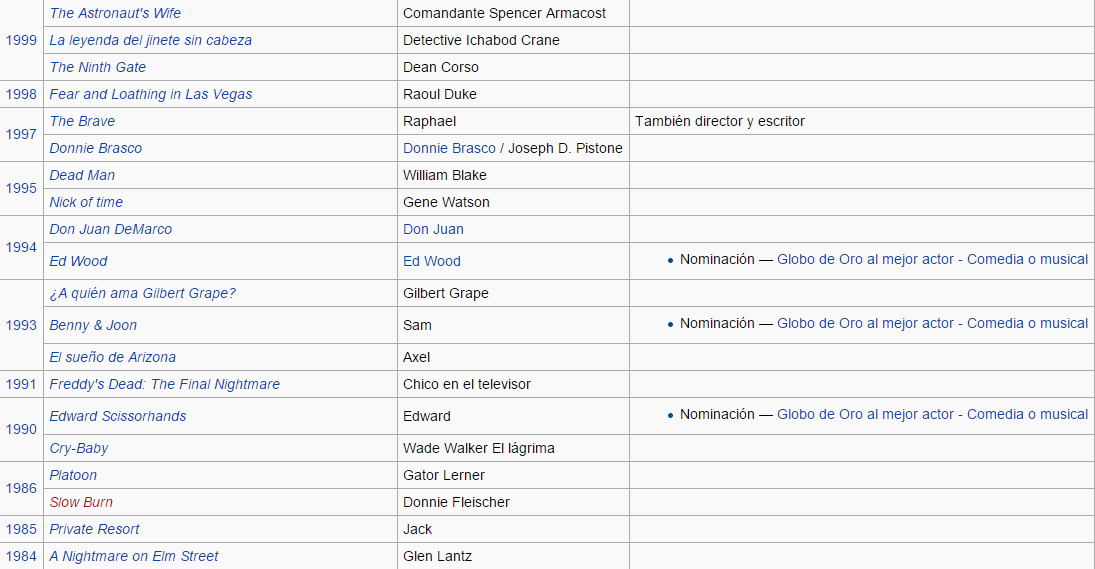 The Astronaut's Wife Comandante Spencer Armacost
1999 La leyenda del jinete sin cabeza Detective Ichabod Crane
The Ninth Gate Dean Corso
1998 Fear and Loathing in Las Vegas Raoul Duke
1997 The Brave Raphael También director y escritor
Donnie Brasco Donnie Brasco / Joseph D. Pistone
1995 Dead Man William Blake
Nick of time Gene Watson
1994 Don Juan DeMarco Don Juan
Ed Wood Ed Wood • Nominación — Globo de Oro al mejor actor - Comedia o musical
1993 ¿A quién ama Gilbert Grape? Gilbert Grape
Benny & Joon Sam • Nominación — Globo de Oro al mejor actor - Comedia o musical
El sueño de Arizona Axel
1991 Freddy's Dead: The Final Nightmare Chico en el televisor
1990 Edward Scissorhands Edward • Nominación — Globo de Oro al mejor actor - Comedia o musical
Cry-Baby Wade Walker El lágrima
1986 Platoon Gator Lerner
Slow Burn Donnie Fleischer
1985 Private Resort Jack
1984 A Nightmare on Elm Street Glen Lantz